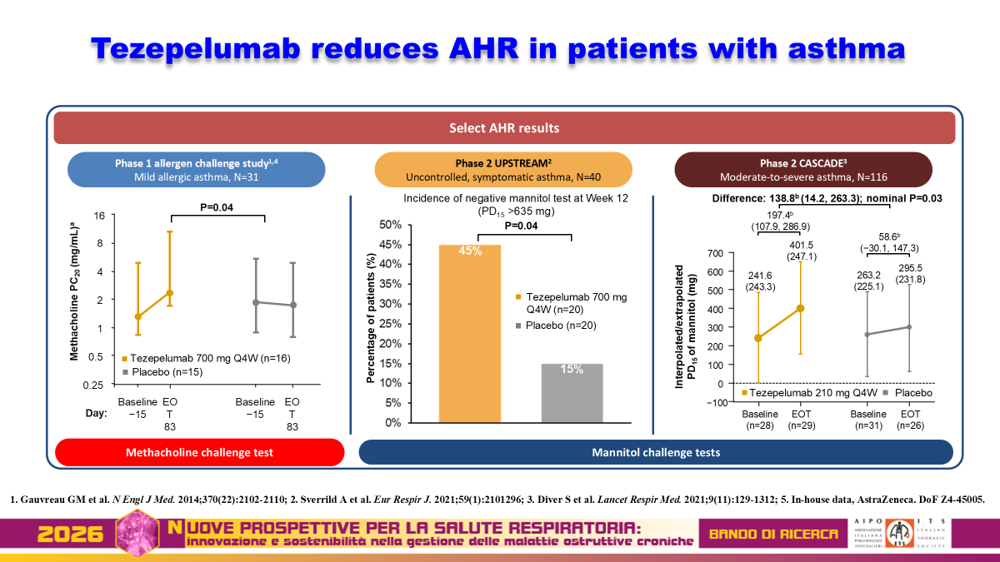 Tezepelumab reduces AHR in patients with asthma
Select AHR results
Phase 1 allergen challenge study1,4
Mild allergic asthma, N=31
P=0.04
Methacholine PC20 (mg/mL)a
16
8
4
2
1
0.5
0.25
Tezepelumab 700 mg Q4W (n=16)
Placebo (n=15)
Day:
Baseline
−15
EO
T
83
Baseline
−15
EO
T
83
Methacholine challenge test
Phase 2 UPSTREAM2
Uncontrolled, symptomatic asthma, N=40
Incidence of negative mannitol test at Week 12
(PD15 >635 mg)
P=0.04
Percentage of patients (%)
50%
45%
40%
35%
30%
25%
20%
15%
10%
5%
0%
45%
15%
Tezepelumab 700 mg
Q4W (n=20)
Placebo (n=20)
Phase 2 CASCADE3
Moderate-to-severe asthma, N=116
Difference: 138.8b (14.2, 263.3); nominal P=0.03
197.4b
(107.9, 286.9)
58.6b
(−30.1, 147.3)
241.6
(243.3)
401.5
(247.1)
263.2
(225.1)
295.5
(231.8)
Interpolated/extrapolated
PD15 of mannitol (mg)
700
600
500
400
300
200
100
0
−100
Tezepelumab 210 mg Q4W
Placebo
Baseline
(n=28)
EOT
(n=29)
Baseline
(n=31)
EOT
(n=26)
Mannitol challenge tests
1. Gauvreau GM et al. N Engl J Med. 2014;370(22):2102-2110; 2. Sverrild A et al. Eur Respir J. 2021;59(1):2101296; 3. Diver S et al. Lancet Respir Med. 2021;9(11):129-1312; 5. In-house data, AstraZeneca. DoF Z4-45005.
2026
NUOVE PROSPETTIVE PER LA SALUTE RESPIRATORIA:
innovazione e sostenibilità nella gestione delle malattie ostruttive croniche
BANDO DI RICERCA
AIPO
ASSOCIAZIONE
ITALIANA
PNEUMOLOGI
OSPEDALIERI
ITS
ITS
ITALIAN
THORACIC
SOCIETY